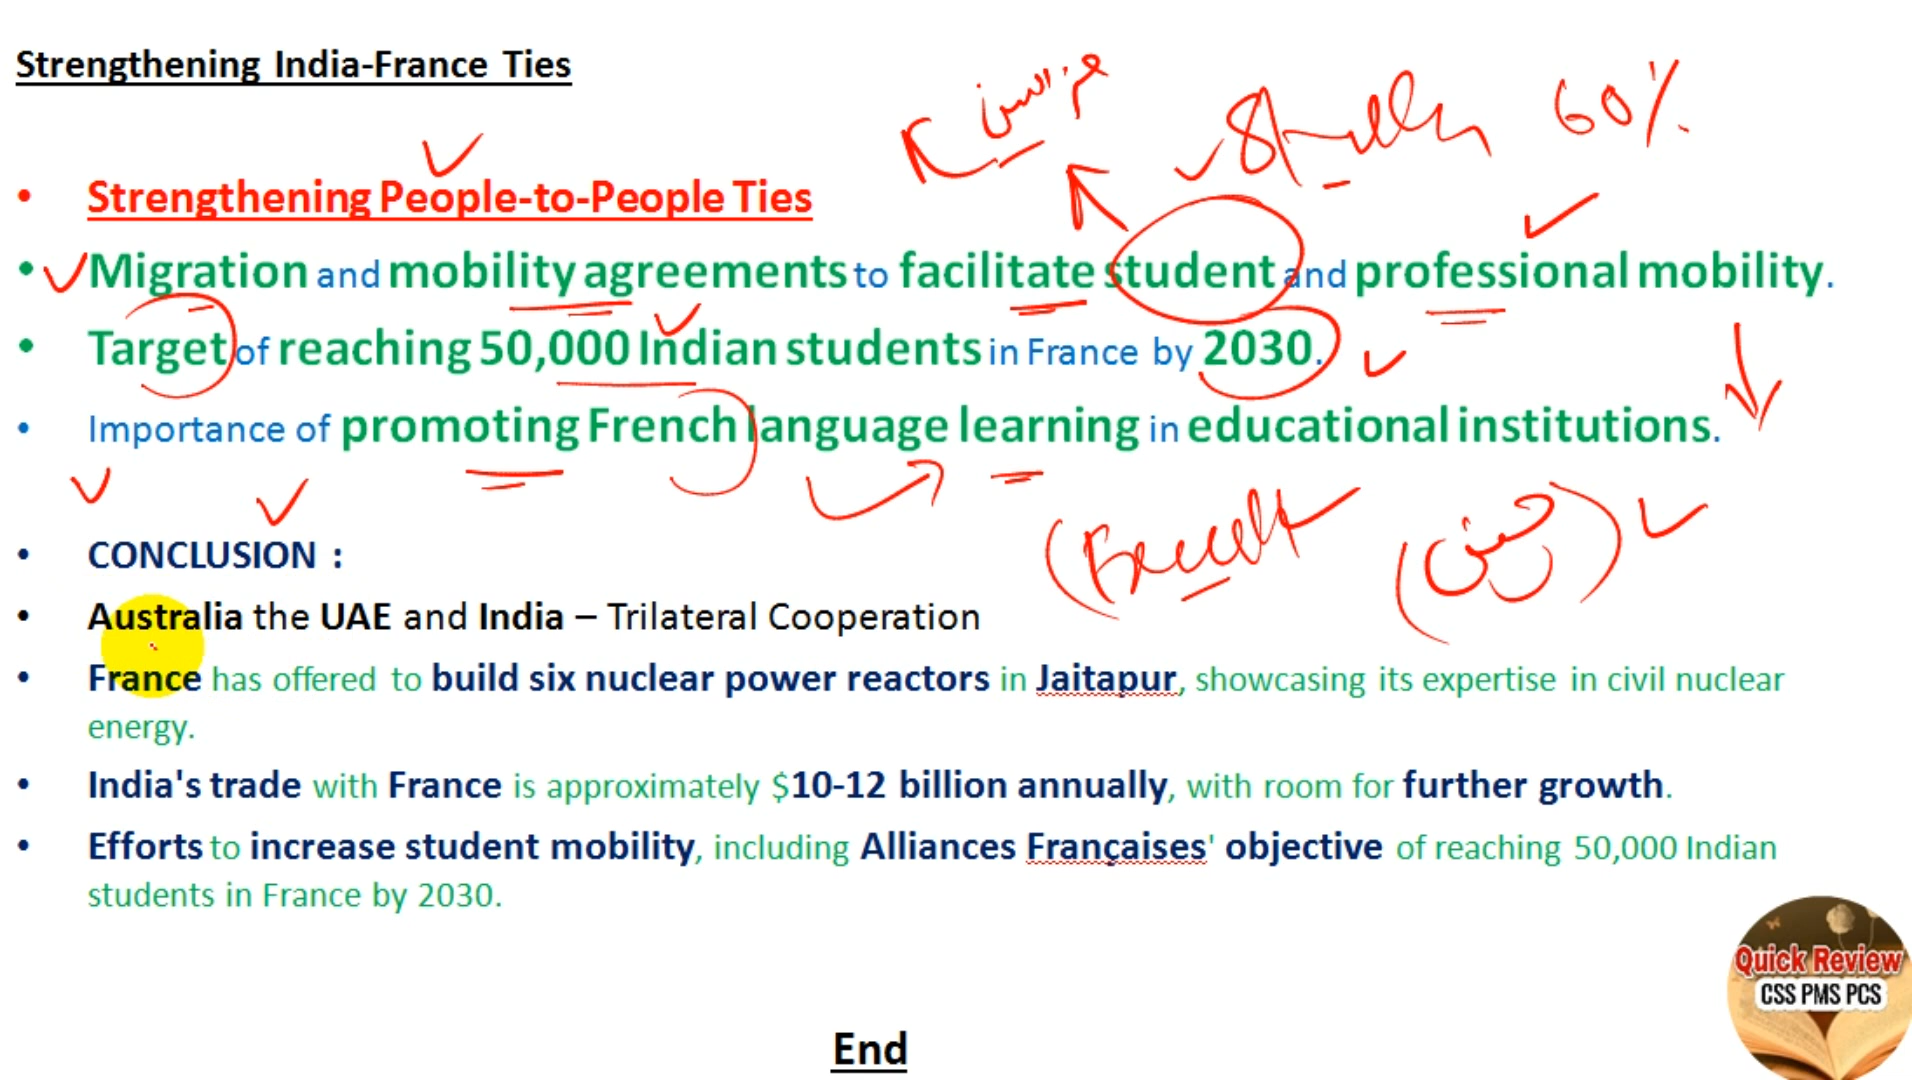 Strengthening India-France Ties
60%
• Strengthening People-to-People Ties
• Migration and mobility agreements to facilitate student and professional mobility.
• Target of reaching 50,000 Indian students in France by 2030.
• Importance of promoting French language learning in educational institutions.
• CONCLUSION :
• Australia the UAE and India – Trilateral Cooperation
• France has offered to build six nuclear power reactors in Jaitapur, showcasing its expertise in civil nuclear
energy.
• India's trade with France is approximately $10-12 billion annually, with room for further growth.
• Efforts to increase student mobility, including Alliances Françaises' objective of reaching 50,000 Indian
students in France by 2030.
Quick Review
CSS PMS PCS
End